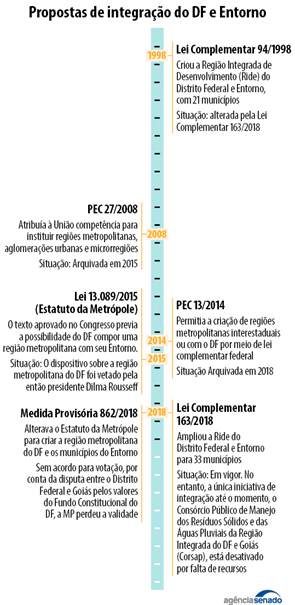 Propostas de integração do DF e Entorno
1998
Lei Complementar 94/1998
Criou a Região Integrada de
Desenvolvimento (Ride) do
Distrito Federal e Entorno,
com 21 municípios
Situação: alterada pela Lei
Complementar 163/2018
PEC 27/2008
Atribuía à União competência para
instituir regiões metropolitanas,
aglomerações urbanas e microrregiões
Situação: Arquivada em 2015
2008
Lei 13.089/2015
(Estatuto da Metrópole)
O texto aprovado no Congresso previa
a possibilidade do DF compor uma
região metropolitana com seu Entorno.
Situação: O dispositivo sobre a região
metropolitana do DF foi vetado pela
então presidente Dilma Rousseff
2014
2015
PEC 13/2014
Permitia a criação de regiões
metropolitanas interestaduais
ou com o DF por meio de lei
complementar federal
Situação Arquivada em 2018
Medida Provisória 862/2018
Alterava o Estatuto da Metrópole
para criar a região metropolitana
do DF e os municípios do Entorno
Sem acordo para votação, por
conta da disputa entre o Distrito
Federal e Goiás pelos valores
do Fundo Constitucional do
DF, a MP perdeu a validade
2018
Lei Complementar
163/2018
Ampliou a Ride do
Distrito Federal e Entorno
para 33 municípios
Situação: Em vigor. No
entanto, a única iniciativa de
integração até o momento, o
Consórcio Público de Manejo
dos Resíduos Sólidos e das
Águas Pluviais da Região
Integrada do DF e Goiás
(Corsap), está desativado
por falta de recursos
agênciasenado